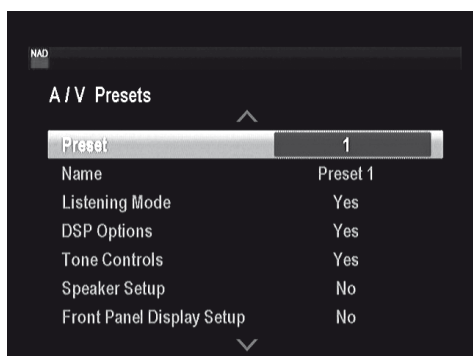 NAD
A / V Presets
Preset 1
Name Preset 1
Listening Mode Yes
DSP Options Yes
Tone Controls Yes
Speaker Setup No
Front Panel Display Setup No